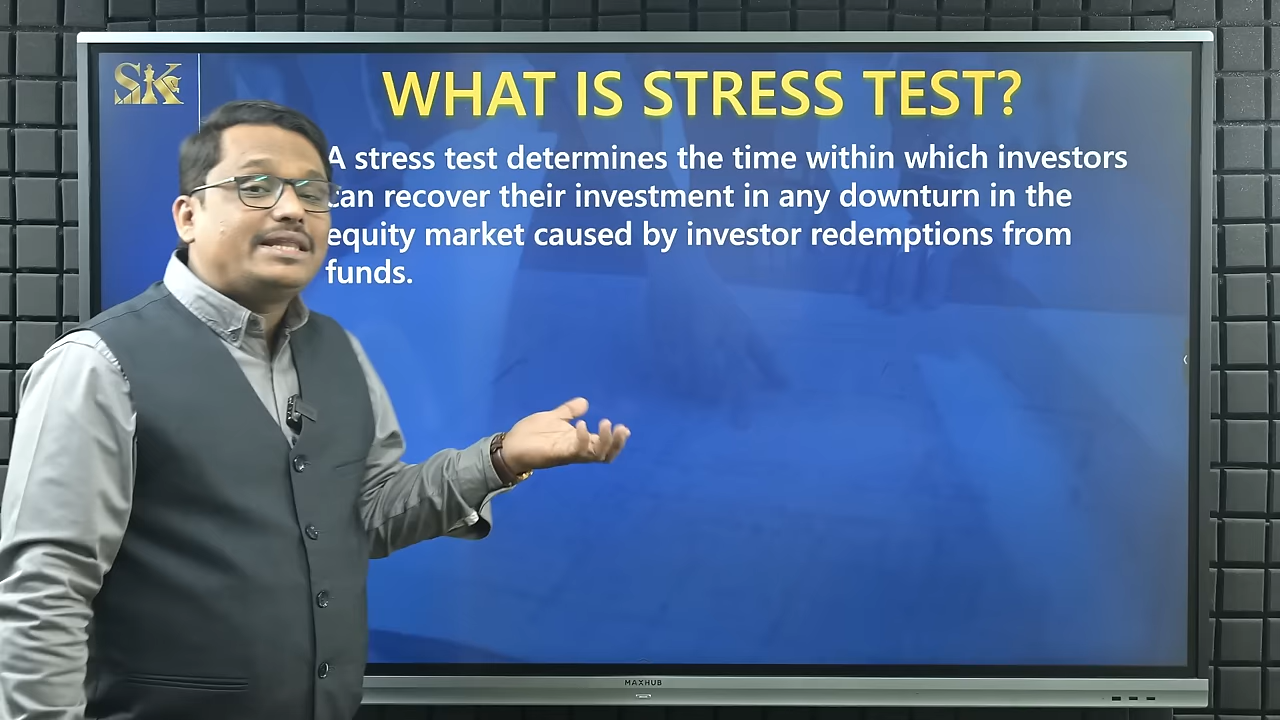 SK
WHAT IS STRESS TEST?
A stress test determines the time within which investors
can recover their investment in any downturn in the
equity market caused by investor redemptions from
funds.
MAXHUB